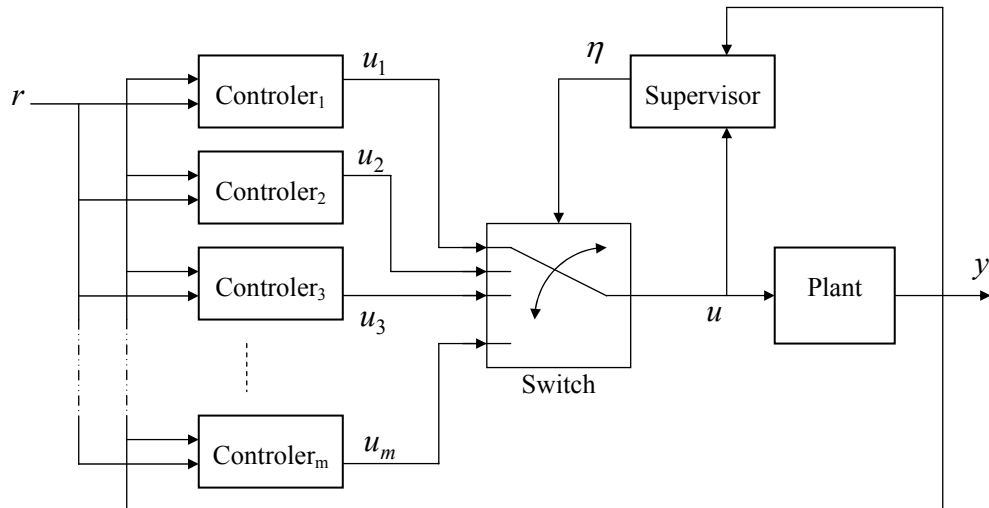 η
u₁
Controler₁
Supervisor
r
u₂
Controler₂
y
Controler₃
Plant
u₃
u
Switch
Controlerₘ
uₘ